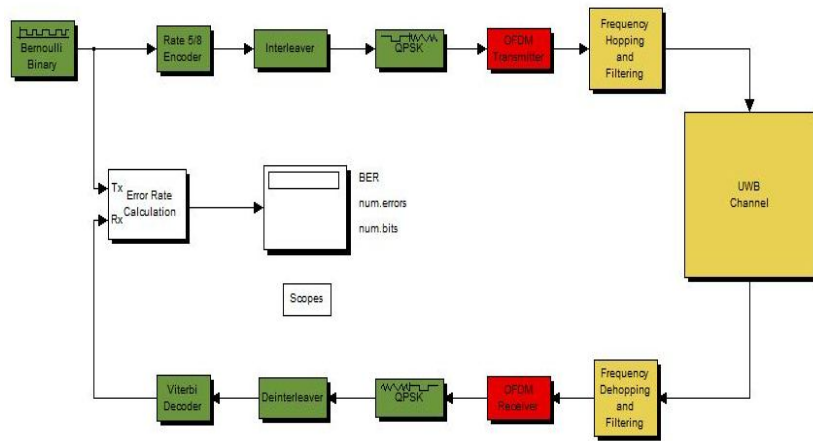 Bernoulli
Binary
Rate 5/8
Encoder
Interleaver
QPSK
OFDM
Transmitter
Frequency
Hopping
and
Filtering
UWB
Channel
Tx
Rx
Error Rate
Calculation
BER
num.errors
num.bits
Scopes
Viterbi
Decoder
Deinterleaver
QPSK
OFDM
Receiver
Frequency
Dehopping
and
Filtering